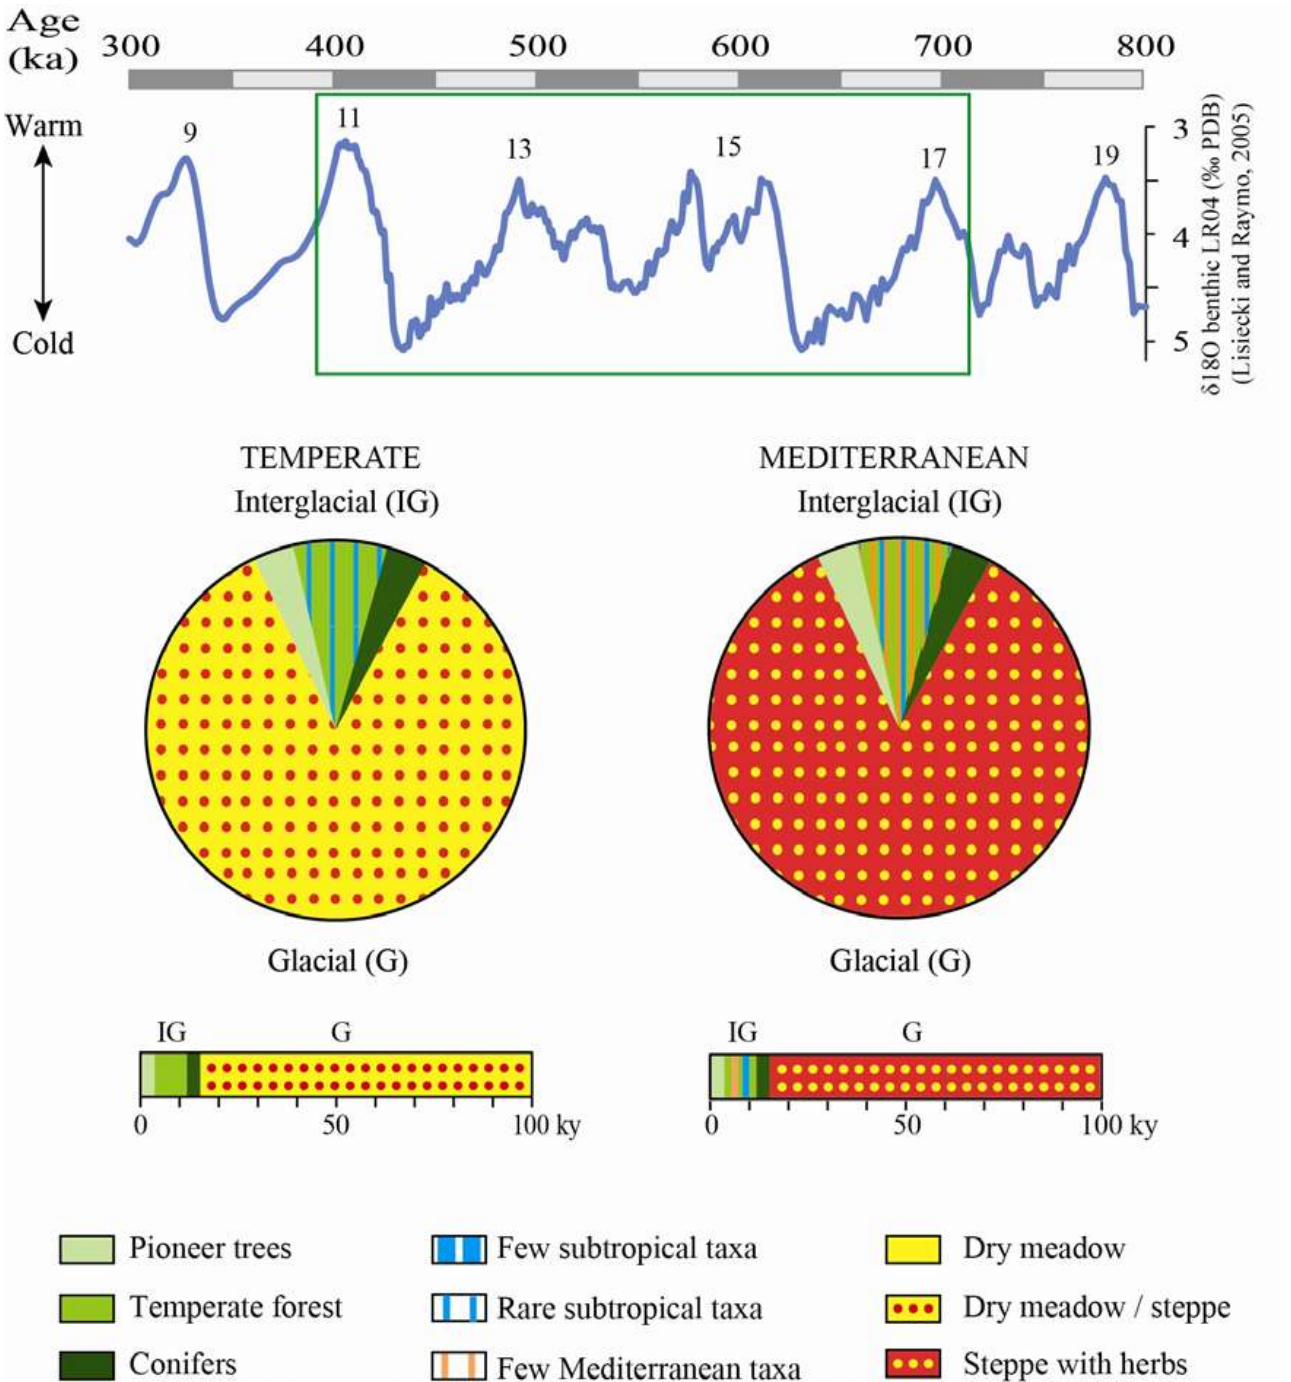 Age
(ka)
300 400 500 600 700 800
Warm
Cold
9
11
13
15
17
19
3
4
5
δ18O benthic LR04 (‰ PDB)
(Lisiecki and Raymo, 2005)
TEMPERATE
Interglacial (IG)
Glacial (G)
MEDITERRANEAN
Interglacial (IG)
Glacial (G)
IG G
0 50 100 ky
IG G
0 50 100 ky
Pioneer trees
Temperate forest
Conifers
Few subtropical taxa
Rare subtropical taxa
Few Mediterranean taxa
Dry meadow
Dry meadow / steppe
Steppe with herbs